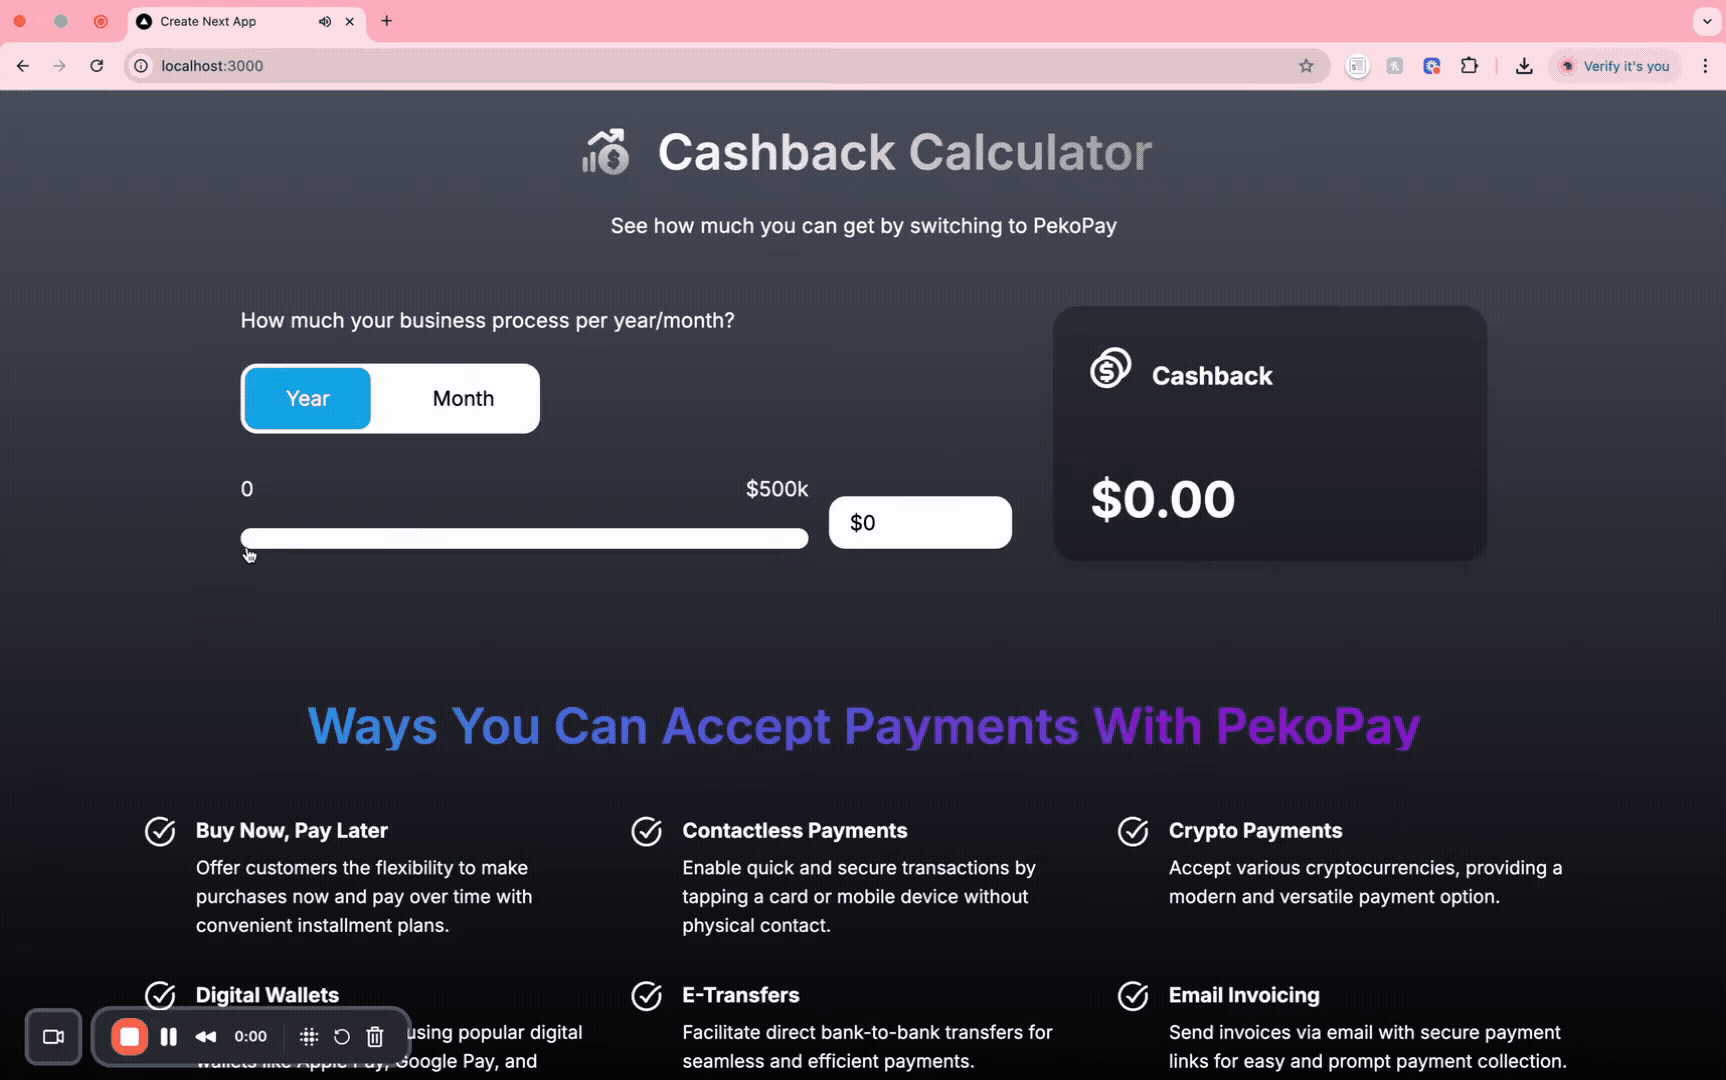 Create Next App
localhost:3000
Verify it's you
Cashback Calculator
See how much you can get by switching to PekoPay
How much your business process per year/month?
Year Month
0 $500k
$0
Cashback
$0.00
Ways You Can Accept Payments With PekoPay
Buy Now, Pay Later
Offer customers the flexibility to make
purchases now and pay over time with
convenient installment plans.
Contactless Payments
Enable quick and secure transactions by
tapping a card or mobile device without
physical contact.
Crypto Payments
Accept various cryptocurrencies, providing a
modern and versatile payment option.
Digital Wallets
using popular digital
wallets like Apple Pay, Google Pay, and
E-Transfers
Facilitate direct bank-to-bank transfers for
seamless and efficient payments.
Email Invoicing
Send invoices via email with secure payment
links for easy and prompt payment collection.
0:00